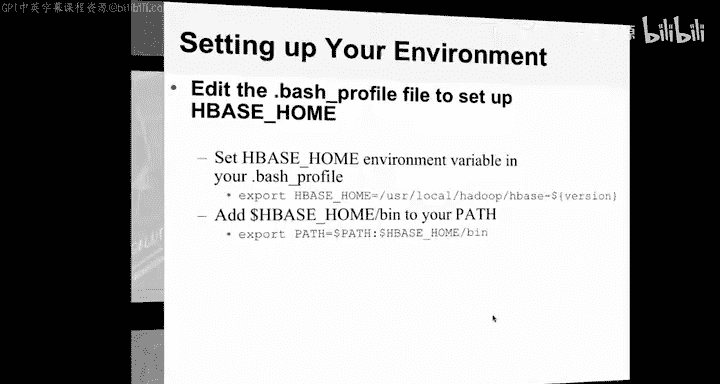 GPT中英字幕课程资源@bilibili.com
源 bilibili
Setting up Your Environment
• Edit the .bash_profile file to set up
HBASE_HOME
– Set HBASE_HOME environment variable in
your .bash_profile
• export HBASE_HOME=/usr/local/hadoop/hbase-${version}
– Add $HBASE_HOME/bin to your PATH
• export PATH=$PATH:$HBASE_HOME/bin